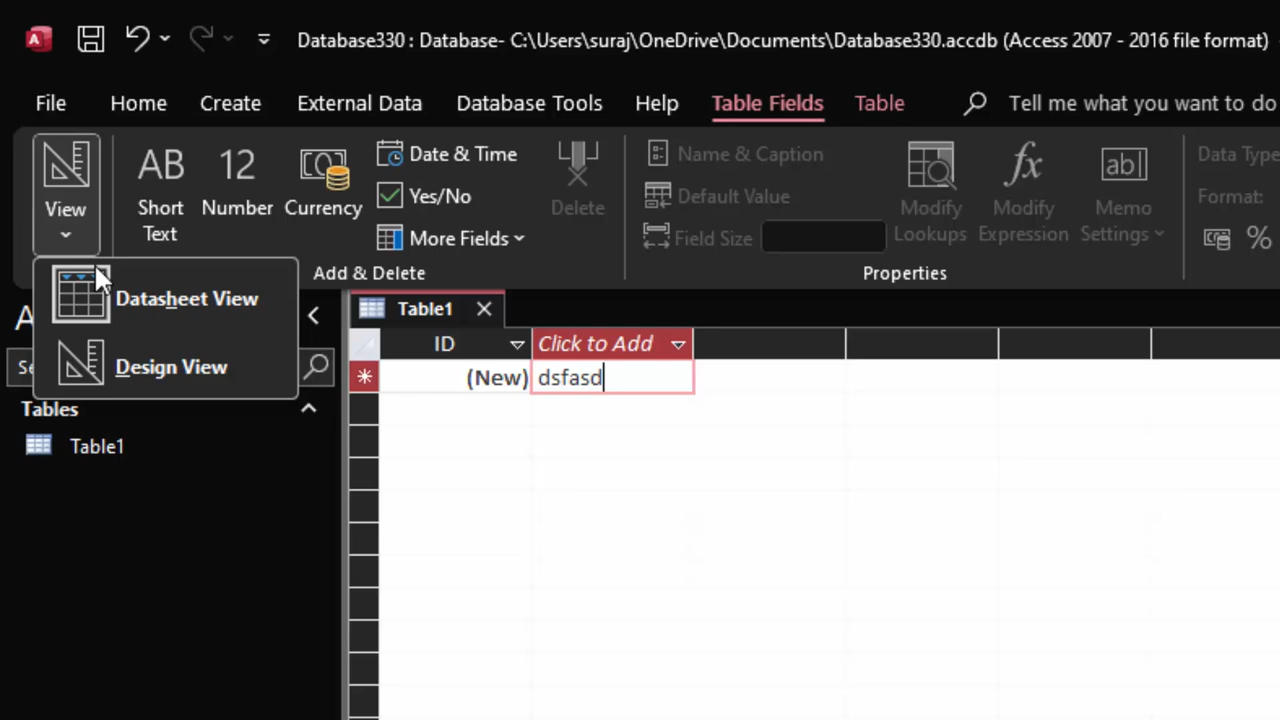 Database330 : Database- C:\Users\suraj\OneDrive\Documents\Database330.accdb (Access 2007 - 2016 file format)
File Home Create External Data Database Tools Help Table Fields Table Tell me what you want to do
View
AB
Short
Text
12
Number
Currency
Date & Time
Yes/No
More Fields
Delete
Add & Delete
Name & Caption
Default Value
Field Size
Modify
Lookups
fx
Modify
Expression
ab|
Memo
Settings
Properties
Data Type
Format:
%
Datasheet View
Design View
Tables
Table1
Table1
ID Click to Add
(New) dsfasd